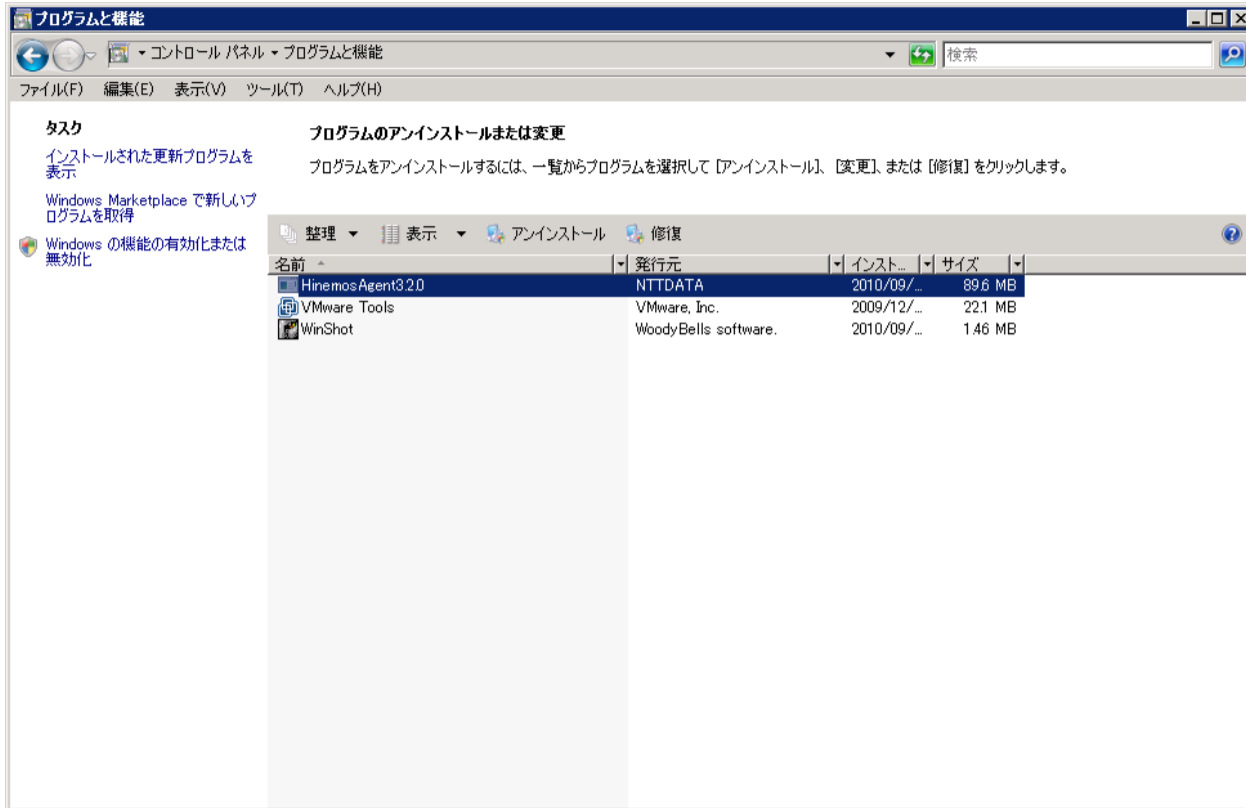 プログラムと機能
コントロール パネル プログラムと機能
検索
ファイル(F) 編集(E) 表示(V) ツール(T) ヘルプ(H)
タスク
インストールされた更新プログラムを
表示
Windows Marketplace で新しいプ
ログラムを取得
Windows の機能の有効化または
無効化
プログラムのアンインストールまたは変更
プログラムをアンインストールするには、一覧からプログラムを選択して [アンインストール]、[変更]、または [修復] をクリックします。
整理 表示 アンインストール 修復
名前 発行元 インスト... サイズ
HinemosAgent3.2.0 NTTDATA 2010/09/... 89.6 MB
VMware Tools VMware, Inc. 2009/12/... 22.1 MB
WinShot WoodyBells software. 2010/09/... 1.46 MB